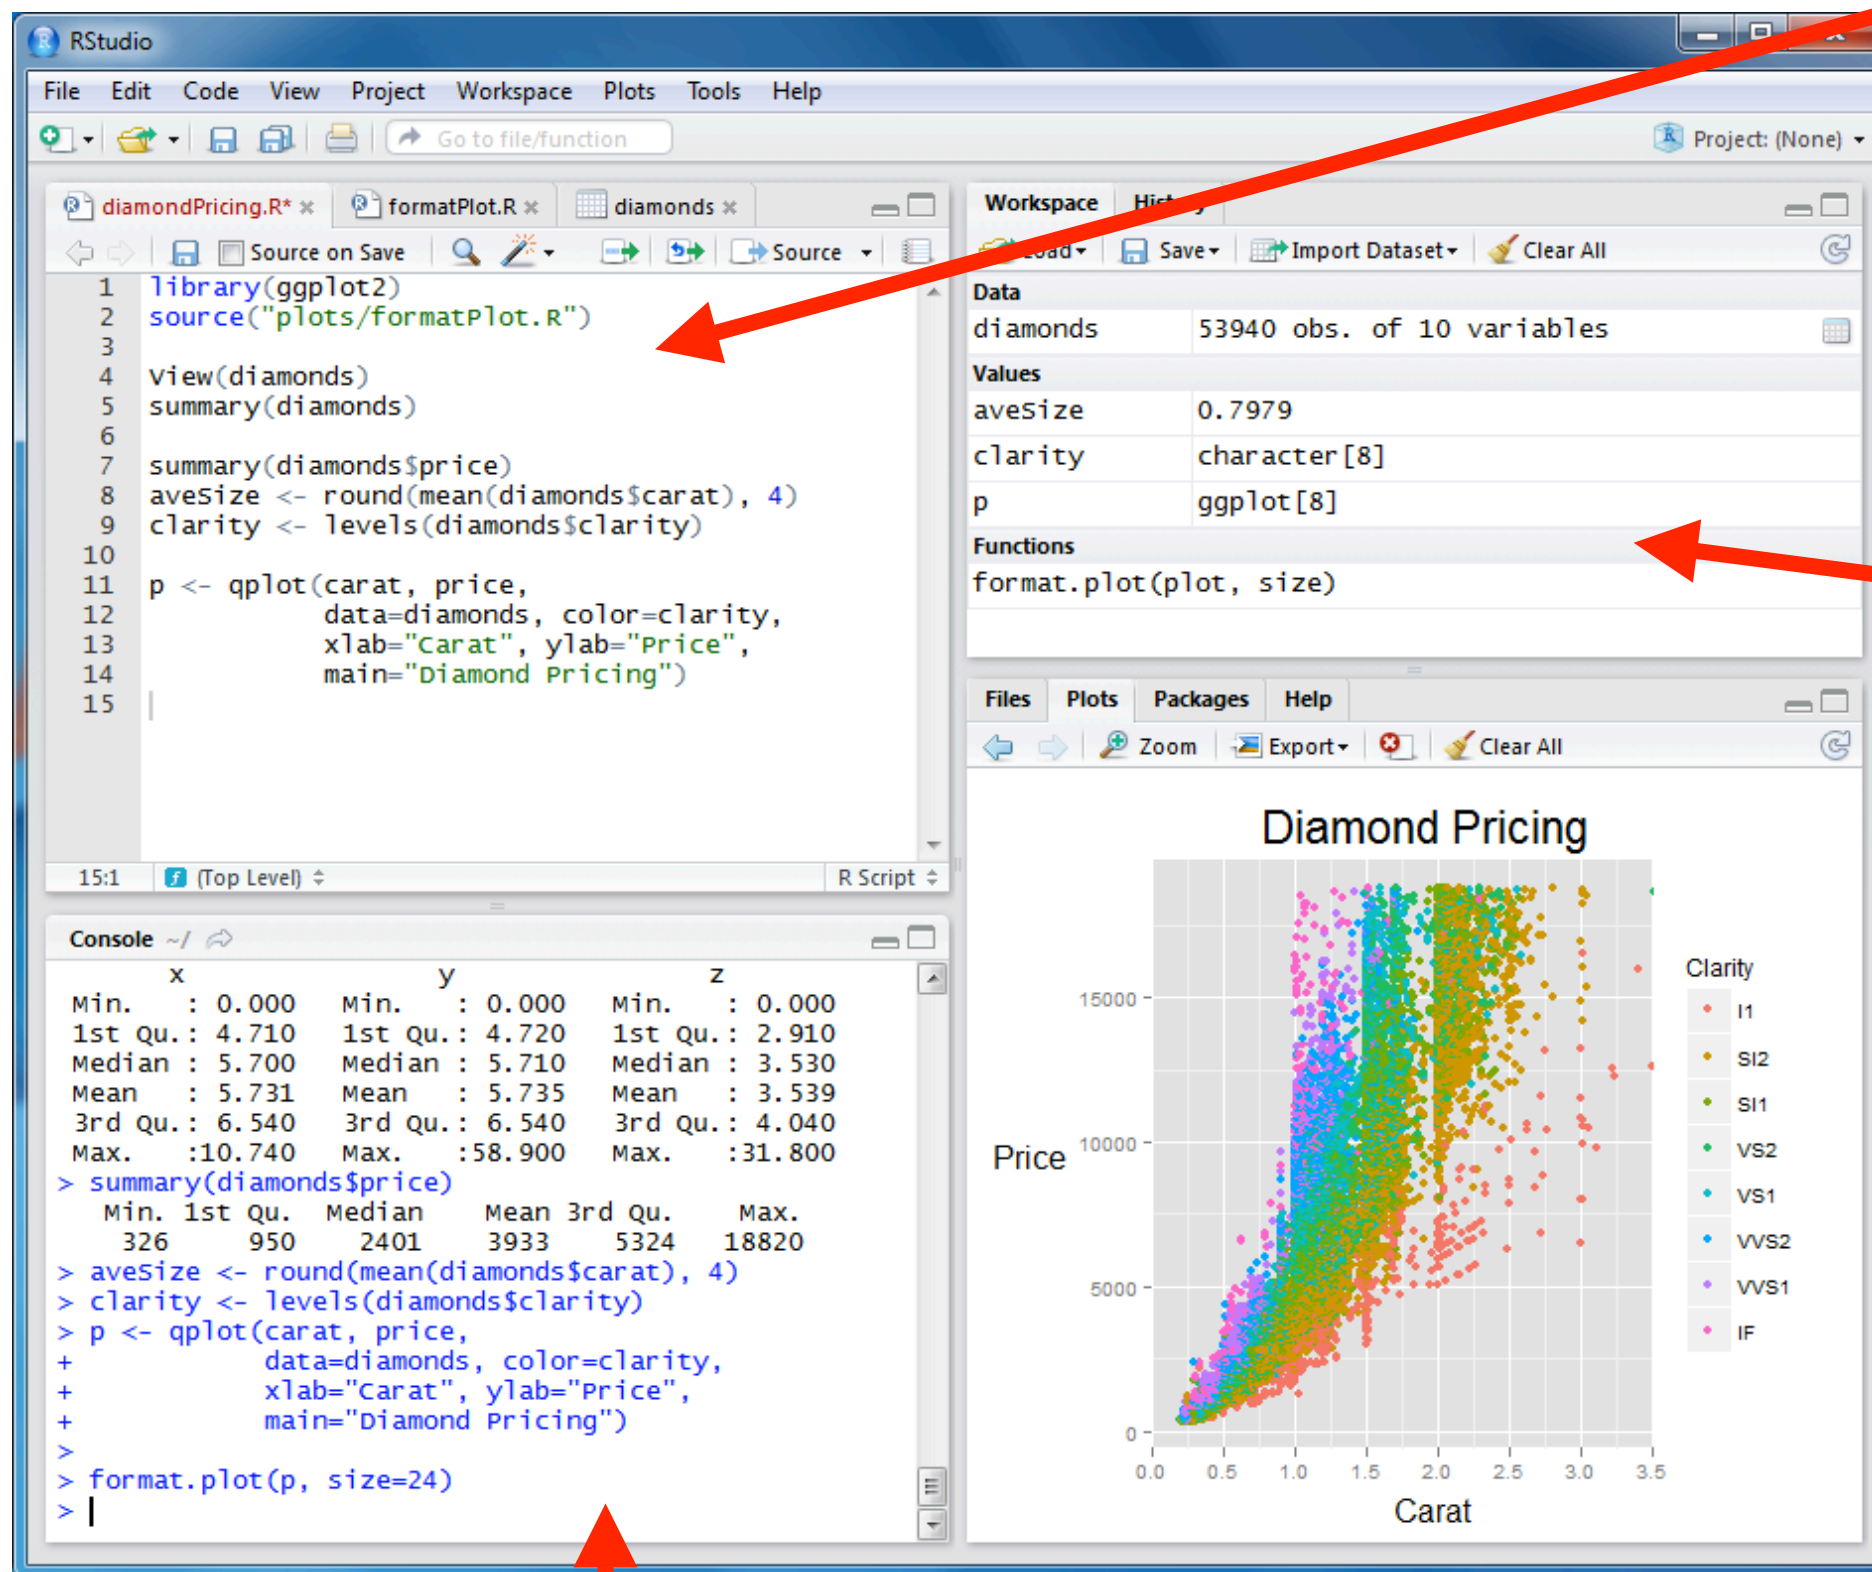 RStudio
File Edit Code View Project Workspace Plots Tools Help
Go to file/function
Project: (None)
diamondPricing.R* formatPlot.R diamonds
Source on Save Source
1 library(ggplot2)
2 source("plots/formatPlot.R")
3
4 View(diamonds)
5 summary(diamonds)
6
7 summary(diamonds$price)
8 aveSize <- round(mean(diamonds$carat), 4)
9 clarity <- levels(diamonds$clarity)
10
11 p <- qplot(carat, price,
12 data=diamonds, color=clarity,
13 xlab="Carat", ylab="Price",
14 main="Diamond Pricing")
15
15:1 (Top Level) R Script
Console ~/
x y z
Min. : 0.000 Min. : 0.000 Min. : 0.000
1st Qu.: 4.710 1st Qu.: 4.720 1st Qu.: 2.910
Median : 5.700 Median : 5.710 Median : 3.530
Mean : 5.731 Mean : 5.735 Mean : 3.539
3rd Qu.: 6.540 3rd Qu.: 6.540 3rd Qu.: 4.040
Max. :10.740 Max. :58.900 Max. :31.800
> summary(diamonds$price)
Min. 1st Qu. Median Mean 3rd Qu. Max.
326 950 2401 3933 5324 18820
> aveSize <- round(mean(diamonds$carat), 4)
> clarity <- levels(diamonds$clarity)
> p <- qplot(carat, price,
+ data=diamonds, color=clarity,
+ xlab="Carat", ylab="Price",
+ main="Diamond Pricing")
>
> format.plot(p, size=24)
>
Workspace History
Load Save Import Dataset Clear All
Data
diamonds 53940 obs. of 10 variables
Values
aveSize 0.7979
clarity character[8]
p ggplot[8]
Functions
format.plot(plot, size)
Files Plots Packages Help
Zoom Export Clear All
Diamond Pricing
Price
15000
10000
5000
0
0.0 0.5 1.0 1.5 2.0 2.5 3.0 3.5
Carat
Clarity
I1
SI2
SI1
VS2
VS1
VVS2
VVS1
IF